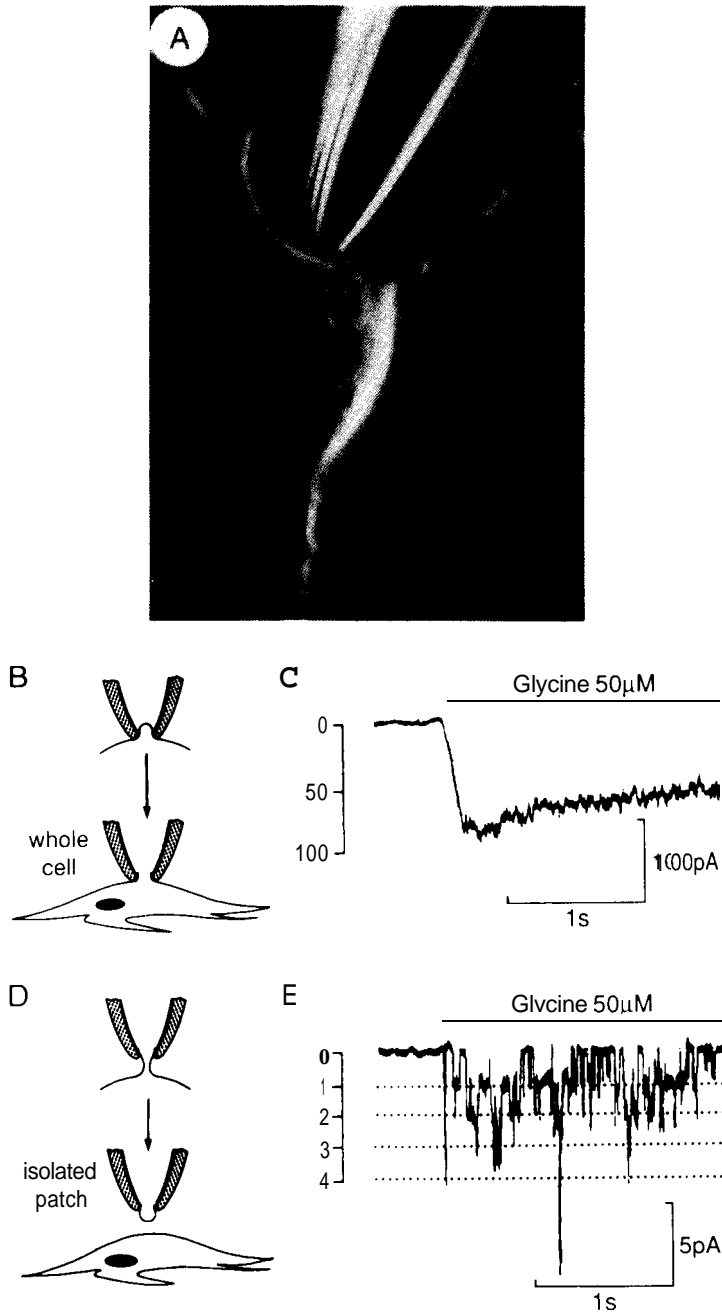 A
B
whole
cell
C
Glycine 50μM
0
50
100
100pA
1s
D
isolated
patch
E
Glycine 50μM
0
1
2
3
4
5pA
1s